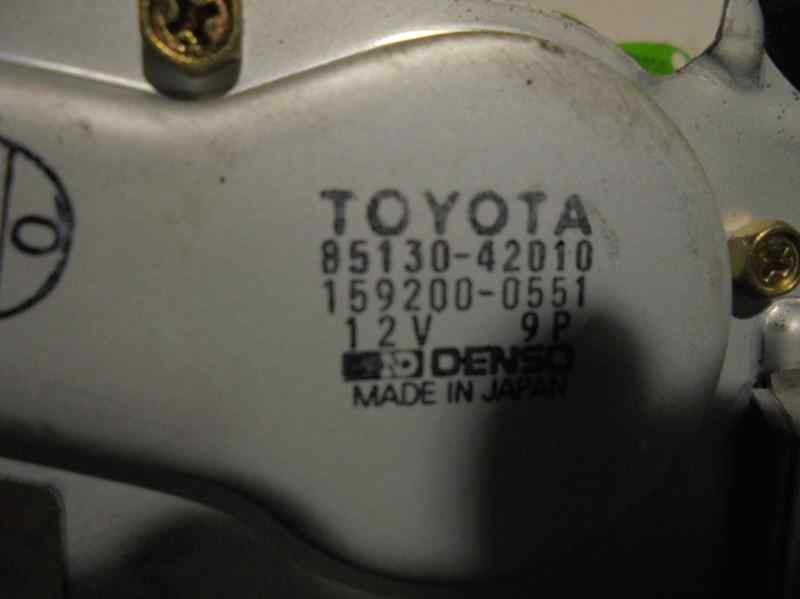 TOYOTA
85130-42010
159200-0551
12V 9P
DENSO
MADE IN JAPAN
O